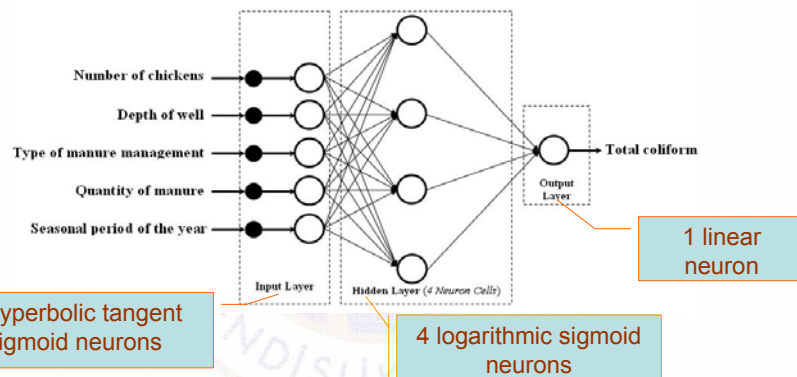 Number of chickens
Depth of well
Type of manure management
Quantity of manure
Seasonal period of the year
Total coliform
Output
Layer
1 linear
neuron
Input Layer
Hidden Layer (4 Neuron Cells)
yperbolic tangent
igmoid neurons
4 logarithmic sigmoid
neurons